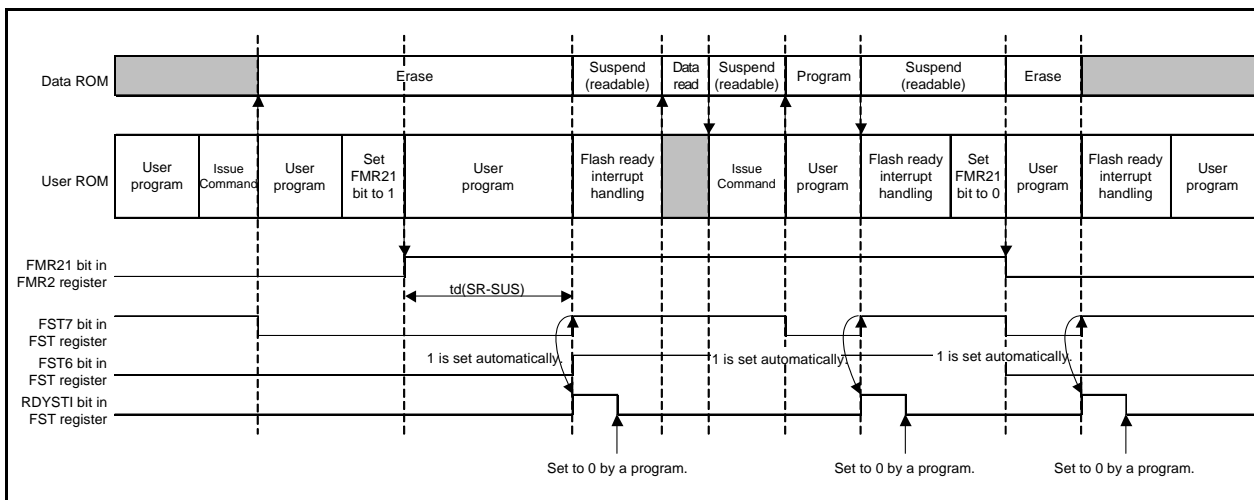 Data ROM
Erase
Suspend
(readable)
Data
read
Suspend
(readable)
Program
Suspend
(readable)
Erase
User ROM
User
program
Issue
Command
User
program
Set
FMR21
bit to 1
User
program
Flash ready
interrupt
handling
Issue
Command
User
program
Flash ready
interrupt
handling
Set
FMR21
bit to 0
User
program
Flash ready
interrupt
handling
User
program
FMR21 bit in
FMR2 register
td(SR-SUS)
FST7 bit in
FST register
1 is set automatically.
1 is set automatically.
1 is set automatically.
FST6 bit in
FST register
RDYSTI bit in
FST register
Set to 0 by a program.
Set to 0 by a program.
Set to 0 by a program.